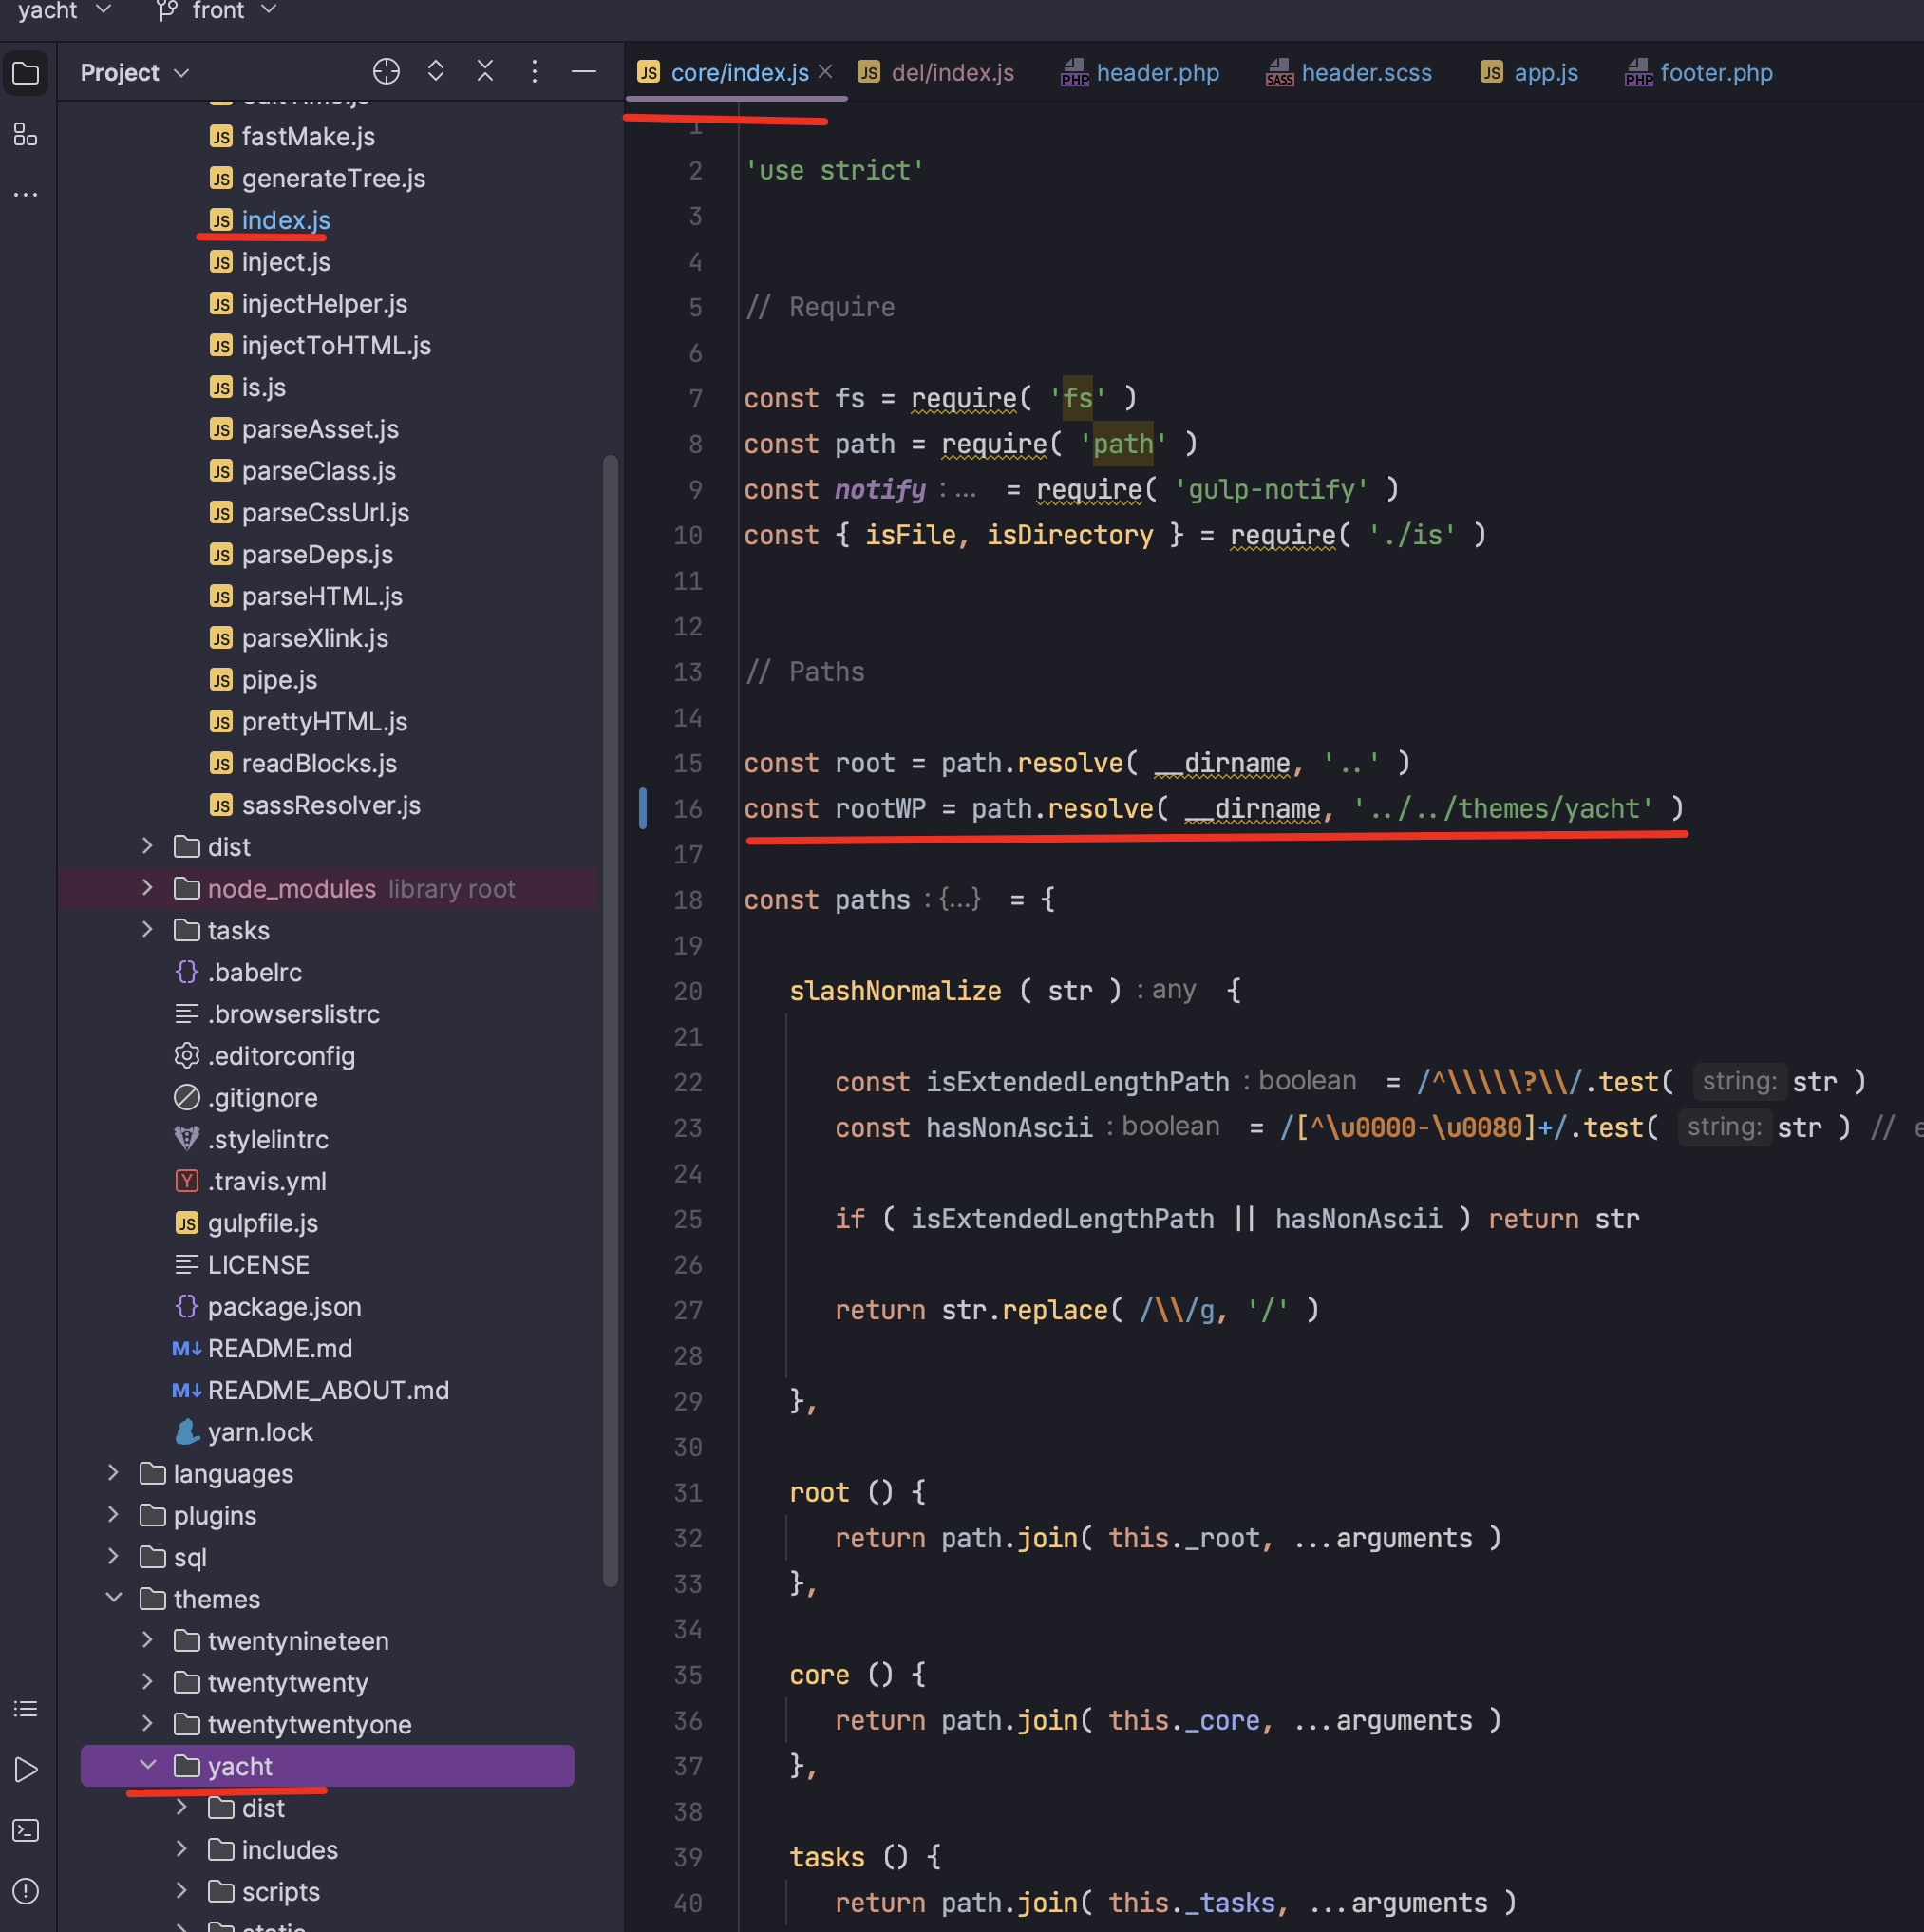 yacht front
Project
fastMake.js
generateTree.js
index.js
inject.js
injectHelper.js
injectToHTML.js
is.js
parseAsset.js
parseClass.js
parseCssUrl.js
parseDeps.js
parseHTML.js
parseXlink.js
pipe.js
prettyHTML.js
readBlocks.js
sassResolver.js
dist
node_modules library root
tasks
.babelrc
.browserslistrc
.editorconfig
.gitignore
.stylelintrc
.travis.yml
gulpfile.js
LICENSE
package.json
README.md
README_ABOUT.md
yarn.lock
languages
plugins
sql
themes
twentynineteen
twentytwenty
twentytwentyone
yacht
dist
includes
scripts
core/index.js del/index.js header.php header.scss app.js footer.php
1
2 'use strict'
3
4
5 // Require
6
7 const fs = require( 'fs' )
8 const path = require( 'path' )
9 const notify : ... = require( 'gulp-notify' )
10 const { isFile, isDirectory } = require( './is' )
11
12
13 // Paths
14
15 const root = path.resolve( __dirname, '..' )
16 const rootWP = path.resolve( __dirname, '../../themes/yacht' )
17
18 const paths : {...} = {
19
20 slashNormalize ( str ) : any {
21
22 const isExtendedLengthPath : boolean = /^\\\\\?\\/.test( string: str )
23 const hasNonAscii : boolean = /[^\u0000-\u0080]+/.test( string: str ) //
24
25 if ( isExtendedLengthPath || hasNonAscii ) return str
26
27 return str.replace( /\\/g, '/' )
28
29 },
30
31 root () {
32 return path.join( this._root, ...arguments )
33 },
34
35 core () {
36 return path.join( this._core, ...arguments )
37 },
38
39 tasks () {
40 return path.join( this._tasks, ...arguments )